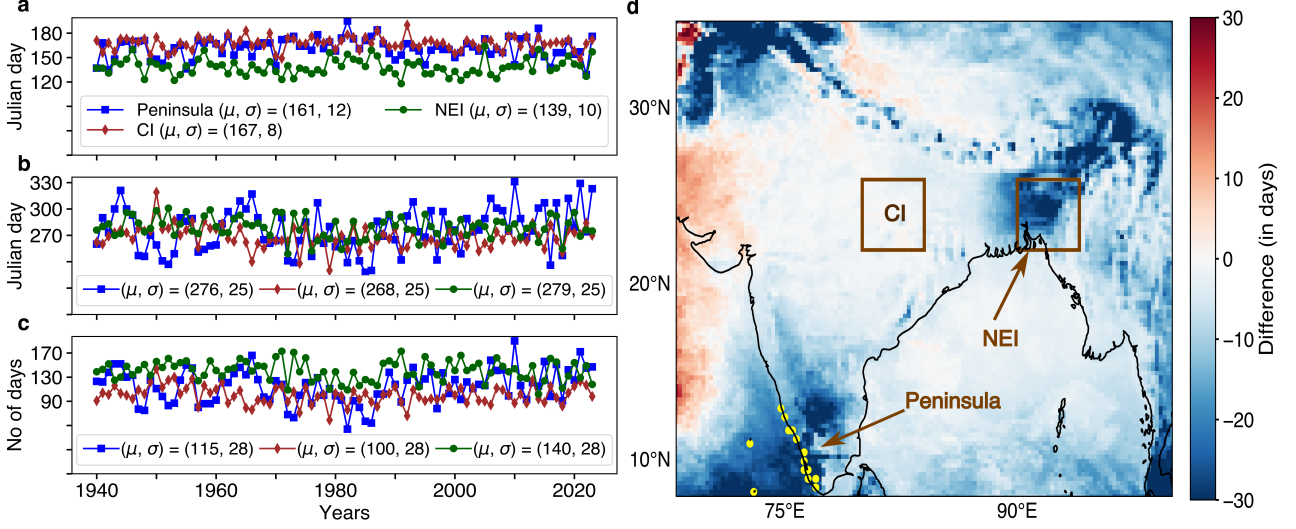 a
Julian day
180
150
120
Peninsula (μ, σ) = (161, 12)
NEI (μ, σ) = (139, 10)
CI (μ, σ) = (167, 8)
b
Julian day
330
300
270
(μ, σ) = (276, 25)
(μ, σ) = (268, 25)
(μ, σ) = (279, 25)
c
No of days
170
130
90
(μ, σ) = (115, 28)
(μ, σ) = (100, 28)
(μ, σ) = (140, 28)
1940
1960
1980
2000
2020
Years
d
30°N
20°N
10°N
75°E
90°E
CI
NEI
Peninsula
30
20
10
0
−10
−20
−30
Difference (in days)